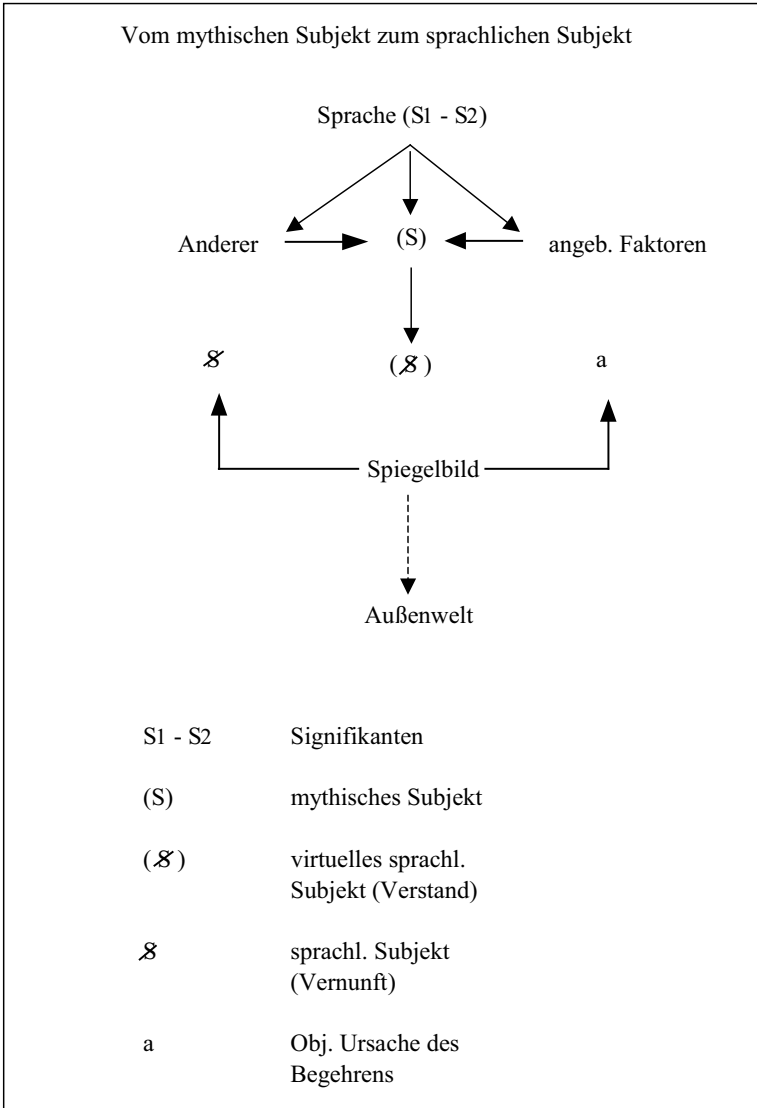 Vom mythischen Subjekt zum sprachlichen Subjekt
Sprache (S1 - S2)
Anderer (S) angeb. Faktoren
$ ($) a
Spiegelbild
Außenwelt
S1 - S2 Signifikanten
(S) mythisches Subjekt
($) virtuelles sprachl.
Subjekt (Verstand)
$ sprachl. Subjekt
(Vernunft)
a Obj. Ursache des
Begehrens